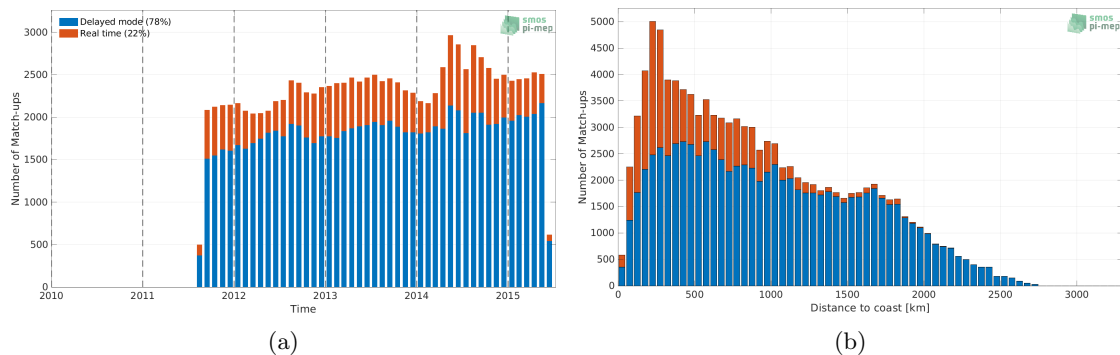 Delayed mode (78%)
Real time (22%)
smos
pi-mep
3000
2500
2000
1500
1000
500
0
Number of Match-ups
2010 2011 2012 2013 2014 2015
Time
(a)
smos
pi-mep
5000
4500
4000
3500
3000
2500
2000
1500
1000
500
0
Number of Match-ups
0 500 1000 1500 2000 2500 3000
Distance to coast [km]
(b)